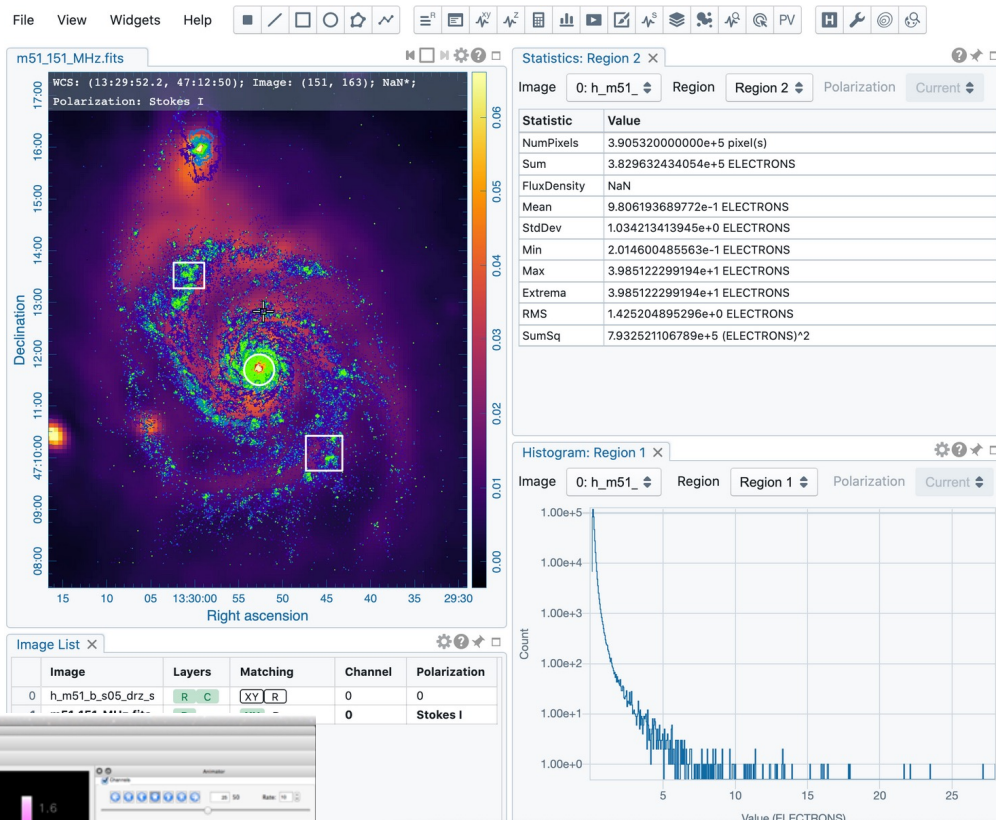 File View Widgets Help
R XY Z S PV H
m51_151_MHz.fits
WCS: (13:29:52.2, 47:12:50); Image: (151, 163); NaN*;
Polarization: Stokes I
17:00
16:00
15:00
14:00
13:00
12:00
11:00
47:10:00
09:00
08:00
Declination
15 10 05 13:30:00 55 50 45 40 35 29:30
Right ascension
0.06
0.05
0.04
0.03
0.02
0.01
0.00
Image List
Image Layers Matching Channel Polarization
0 h_m51_b_s05_drz_s R C XY R 0 0
m51_151_MHz.fits 0 Stokes I
Animator
Channels
50 Rate:
1.6
Statistics: Region 2
Image 0: h_m51_ Region Region 2 Polarization Current
Statistic Value
NumPixels 3.905320000000e+5 pixel(s)
Sum 3.829632434054e+5 ELECTRONS
FluxDensity NaN
Mean 9.806193689772e-1 ELECTRONS
StdDev 1.034213413945e+0 ELECTRONS
Min 2.014600485563e-1 ELECTRONS
Max 3.985122299194e+1 ELECTRONS
Extrema 3.985122299194e+1 ELECTRONS
RMS 1.425204895296e+0 ELECTRONS
SumSq 7.932521106789e+5 (ELECTRONS)^2
Histogram: Region 1
Image 0: h_m51_ Region Region 1 Polarization Current
1.00e+5
1.00e+4
1.00e+3
1.00e+2
1.00e+1
1.00e+0
Count
5 10 15 20 25
Value (ELECTRONS)